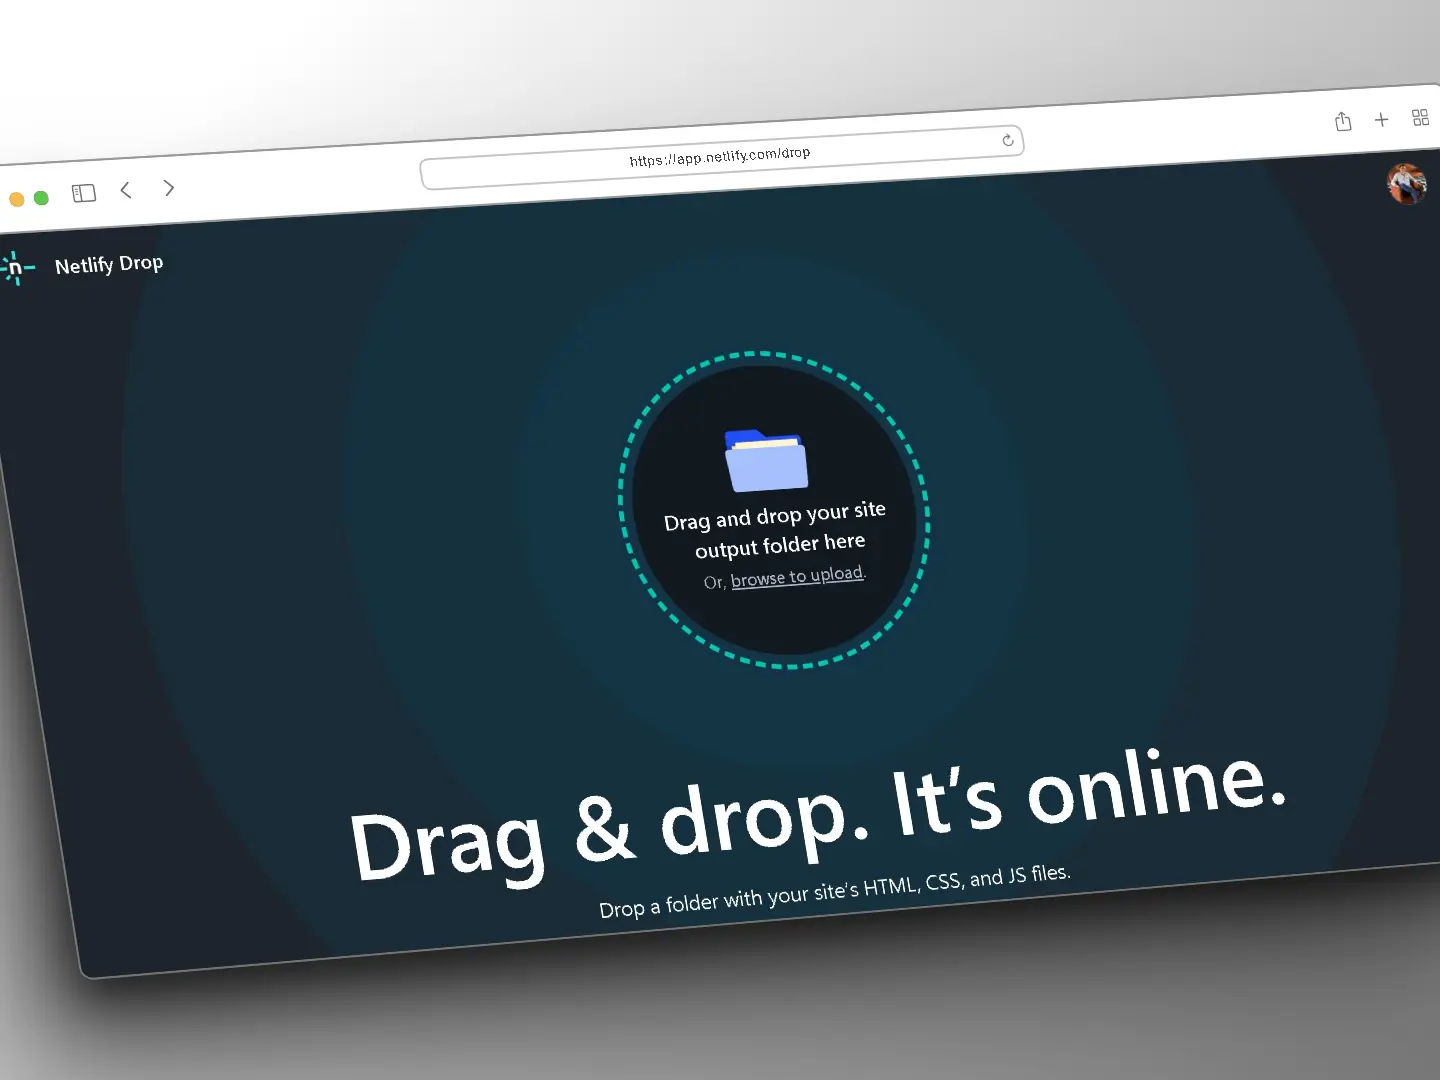 https://app.netlify.com/drop
n Netlify Drop
Drag and drop your site
output folder here
Or, browse to upload.
Drag & drop. It’s online.
Drop a folder with your site’s HTML, CSS, and JS files.